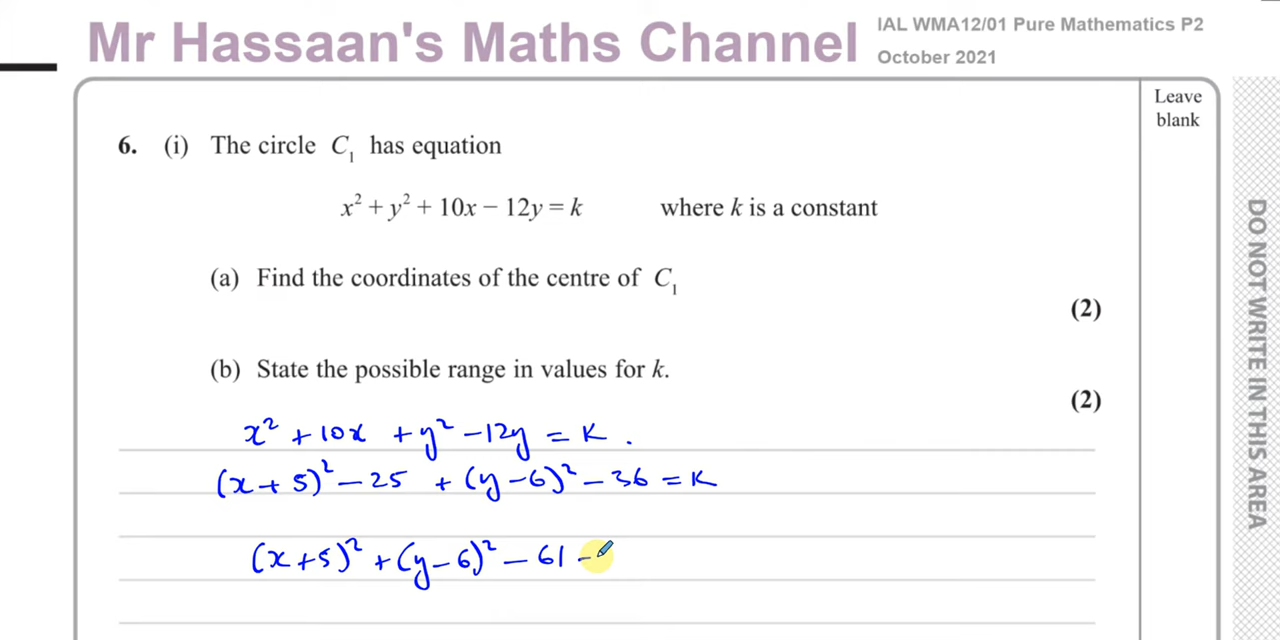 Mr Hassaan's Maths Channel
IAL WMA12/01 Pure Mathematics P2
October 2021
Leave
blank
6. (i) The circle C₁ has equation
x² + y² + 10x − 12y = k where k is a constant
(a) Find the coordinates of the centre of C₁
(2)
(b) State the possible range in values for k.
(2)
x² + 10x + y² − 12y = k.
(x + 5)² − 25 + (y − 6)² − 36 = k
(x + 5)² + (y − 6)² − 61 −
DO NOT WRITE IN THIS AREA